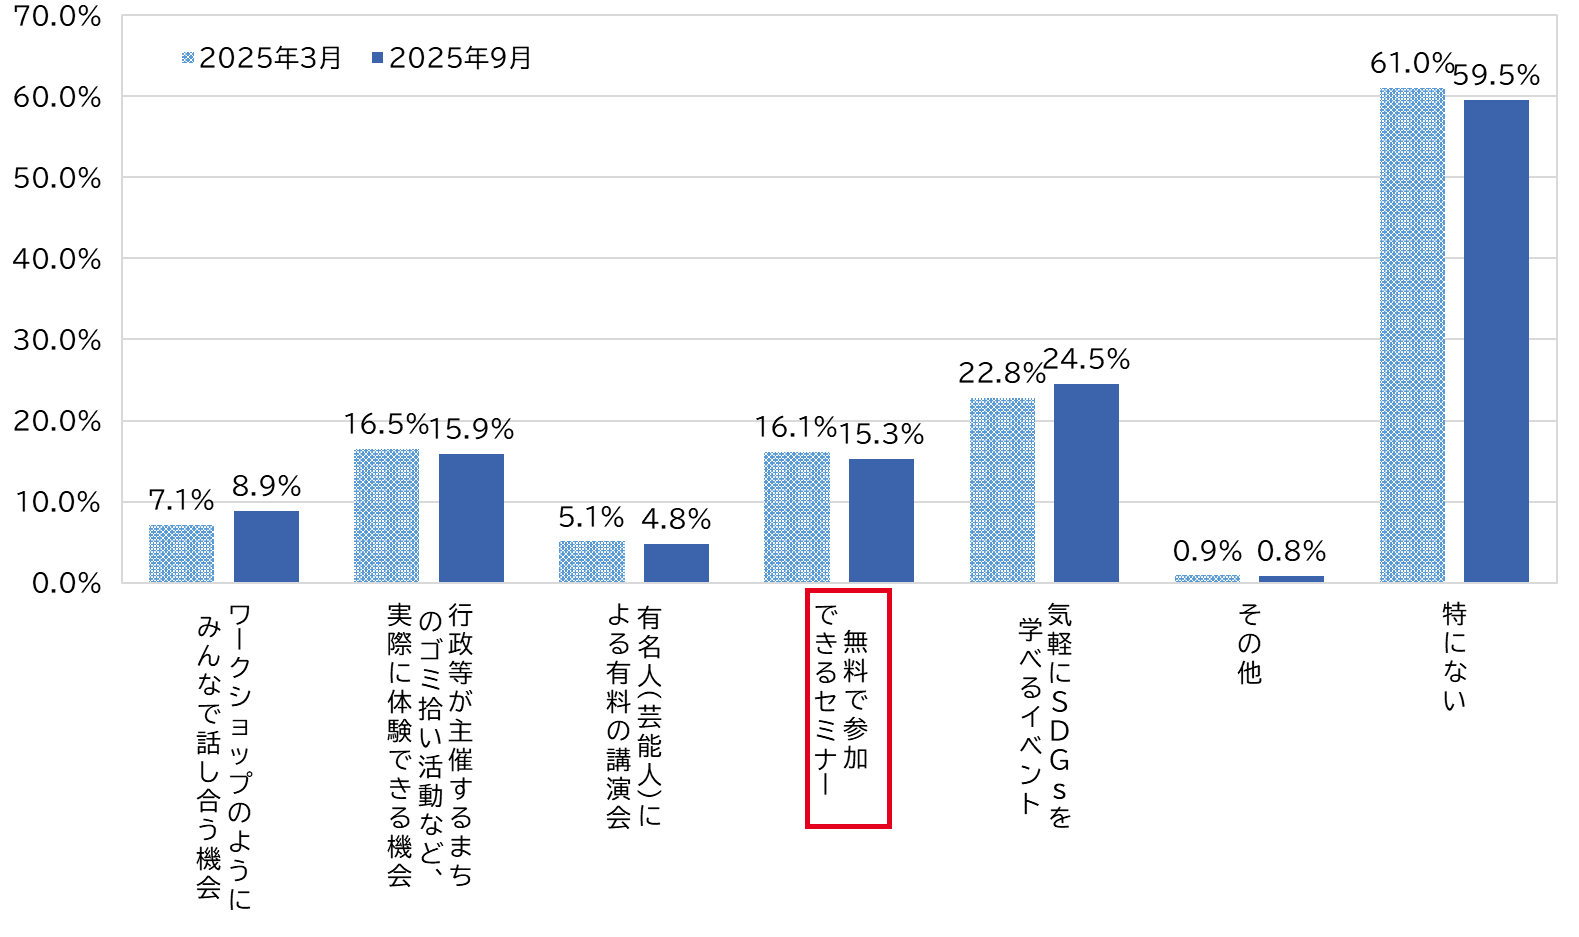 70.0%
60.0%
50.0%
40.0%
30.0%
20.0%
10.0%
0.0%
2025年3月
2025年9月
7.1%
8.9%
16.5%
15.9%
5.1%
4.8%
16.1%
15.3%
22.8%
24.5%
0.9%
0.8%
61.0%
59.5%
ワークショップのように
みんなで話し合う機会
行政等が主催するまち
のゴミ拾い活動など、
実際に体験できる機会
有名人(芸能人)に
よる有料の講演会
無料で参加
できるセミナー
気軽にSDGsを
学べるイベント
その他
特にない